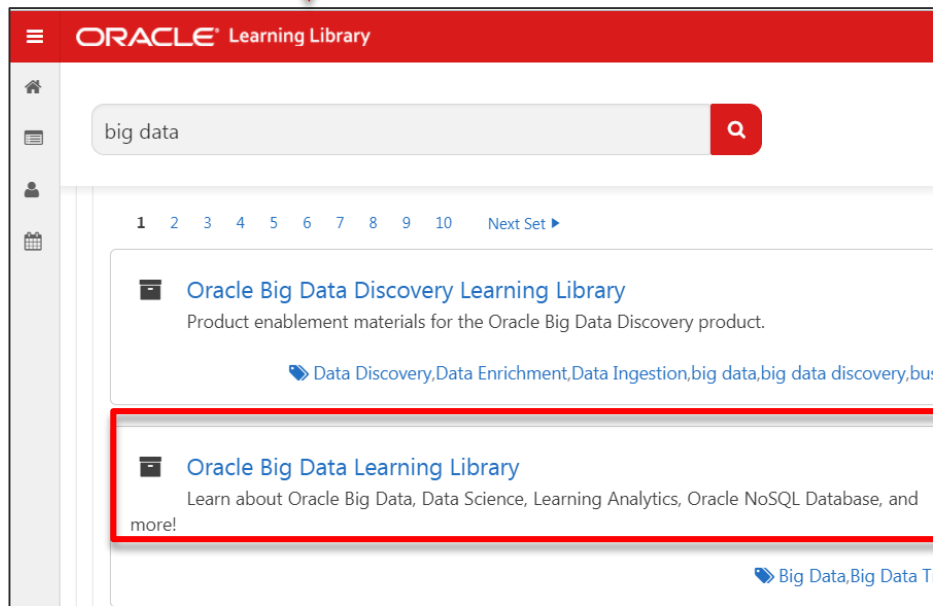 ORACLE® Learning Library
big data
1 2 3 4 5 6 7 8 9 10 Next Set
Oracle Big Data Discovery Learning Library
Product enablement materials for the Oracle Big Data Discovery product.
Data Discovery,Data Enrichment,Data Ingestion,big data,big data discovery,bus
Oracle Big Data Learning Library
Learn about Oracle Big Data, Data Science, Learning Analytics, Oracle NoSQL Database, and
more!
Big Data,Big Data T